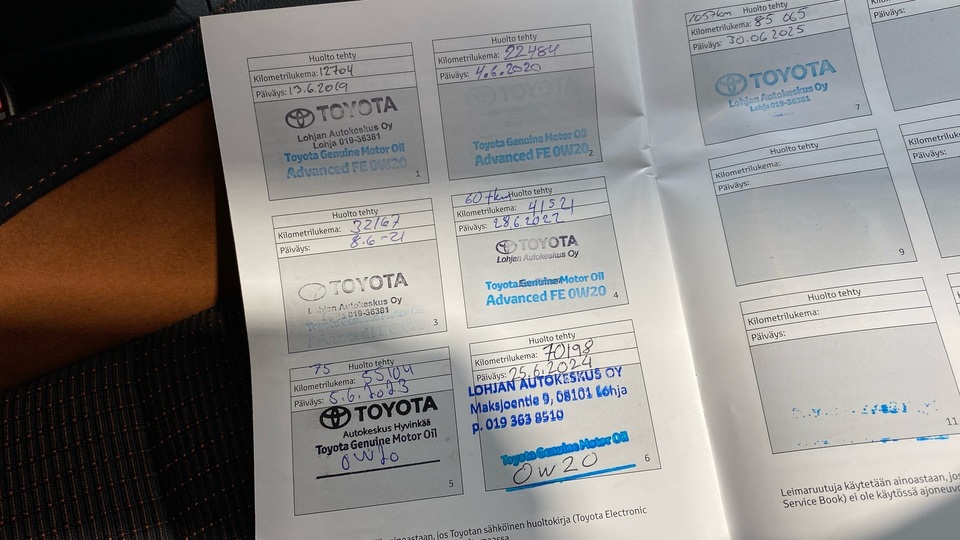 Huolto tehty
Kilometrilukema: 12704
Päiväys: 13.6.2019
TOYOTA
Lohjan Autokeskus Oy
Lohja 019-36381
Toyota Genuine Motor Oil
Advanced FE 0W20
1
Huolto tehty
Kilometrilukema: 22484
Päiväys: 4.6.2020
Toyota Genuine Motor Oil
Advanced FE 0W20
2
Huolto tehty
Kilometrilukema: 32167
Päiväys: 8.6-21
TOYOTA
Lohjan Autokeskus Oy
Lohja 019-36381
3
60 tkm Huolto tehty
Kilometrilukema: 41521
Päiväys: 28.6.2022
TOYOTA
Lohjan Autokeskus Oy
Toyota Genuine Motor Oil
Advanced FE 0W20
4
75 Huolto tehty
Kilometrilukema: 55104
Päiväys: 5.6.2023
TOYOTA
Autokeskus Hyvinkää
Toyota Genuine Motor Oil
0W20
5
Huolto tehty
Kilometrilukema: 70198
Päiväys: 25.6.2024
LOHJAN AUTOKESKUS OY
Maksjoentie 9, 08101 Lohja
p. 019 363 8510
Toyota Genuine Motor Oil
0W20
6
Huolto tehty
Kilometrilukema: 85 065
Päiväys: 30.06.2025
TOYOTA
Lohjan Autokeskus Oy
Lohja 019-36381
7
Kilometrilukema:
Päiväys:
Huolto tehty
Kilometrilukema:
Päiväys:
9
Päiväys:
Huolto tehty
Kilometrilukema:
Päiväys:
11
ainoastaan, jos Toyotan sähköinen huoltokirja (Toyota Electronic
Leimaruutuja käytetään ainoastaan, jos
Service Book) ei ole käytössä